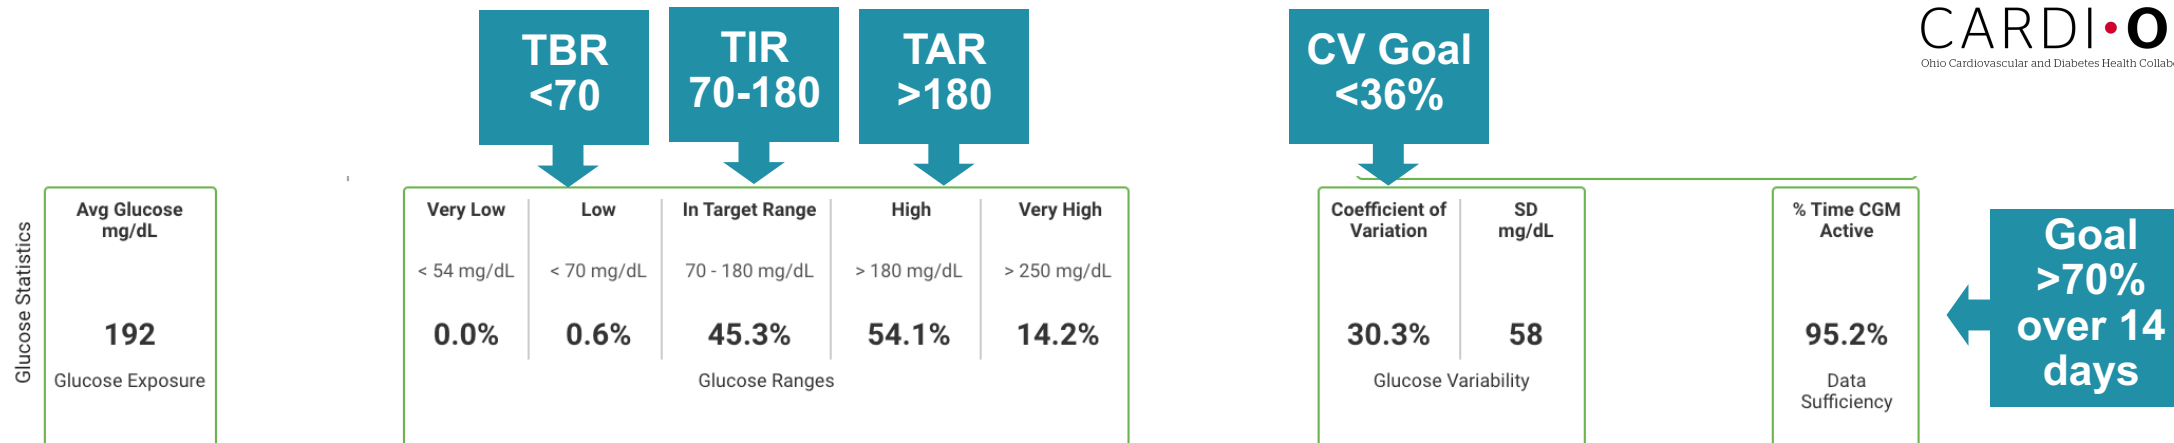 TBR
<70
TIR
70-180
TAR
>180
CV Goal
<36%
CARDI•O
Ohio Cardiovascular and Diabetes Health
Glucose Statistics
Avg Glucose
mg/dL
192
Glucose Exposure
Very Low
< 54 mg/dL
0.0%
Low
< 70 mg/dL
0.6%
In Target Range
70 - 180 mg/dL
45.3%
High
> 180 mg/dL
54.1%
Very High
> 250 mg/dL
14.2%
Glucose Ranges
Coefficient of
Variation
30.3%
SD
mg/dL
58
Glucose Variability
% Time CGM
Active
95.2%
Data
Sufficiency
Goal
>70%
over 14
days